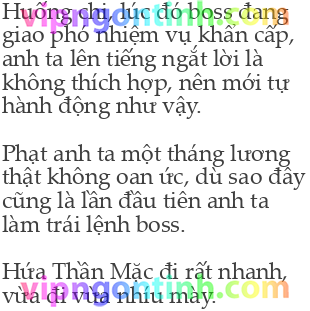 Huống chi, lúc đó boss đang
vipngontinh.com
giao phó nhiệm vụ khẩn cấp,
anh ta lên tiếng ngắt lời là
không thích hợp, nên mới tự
hành động như vậy.

Phạt anh ta một tháng lương
thật không oan ức, dù sao đây
cũng là lần đầu tiên anh ta
làm trái lệnh boss.

Hứa Thần Mặc đi rất nhanh,
vừa đi vừa nhíu mày.
vipngontinh.com